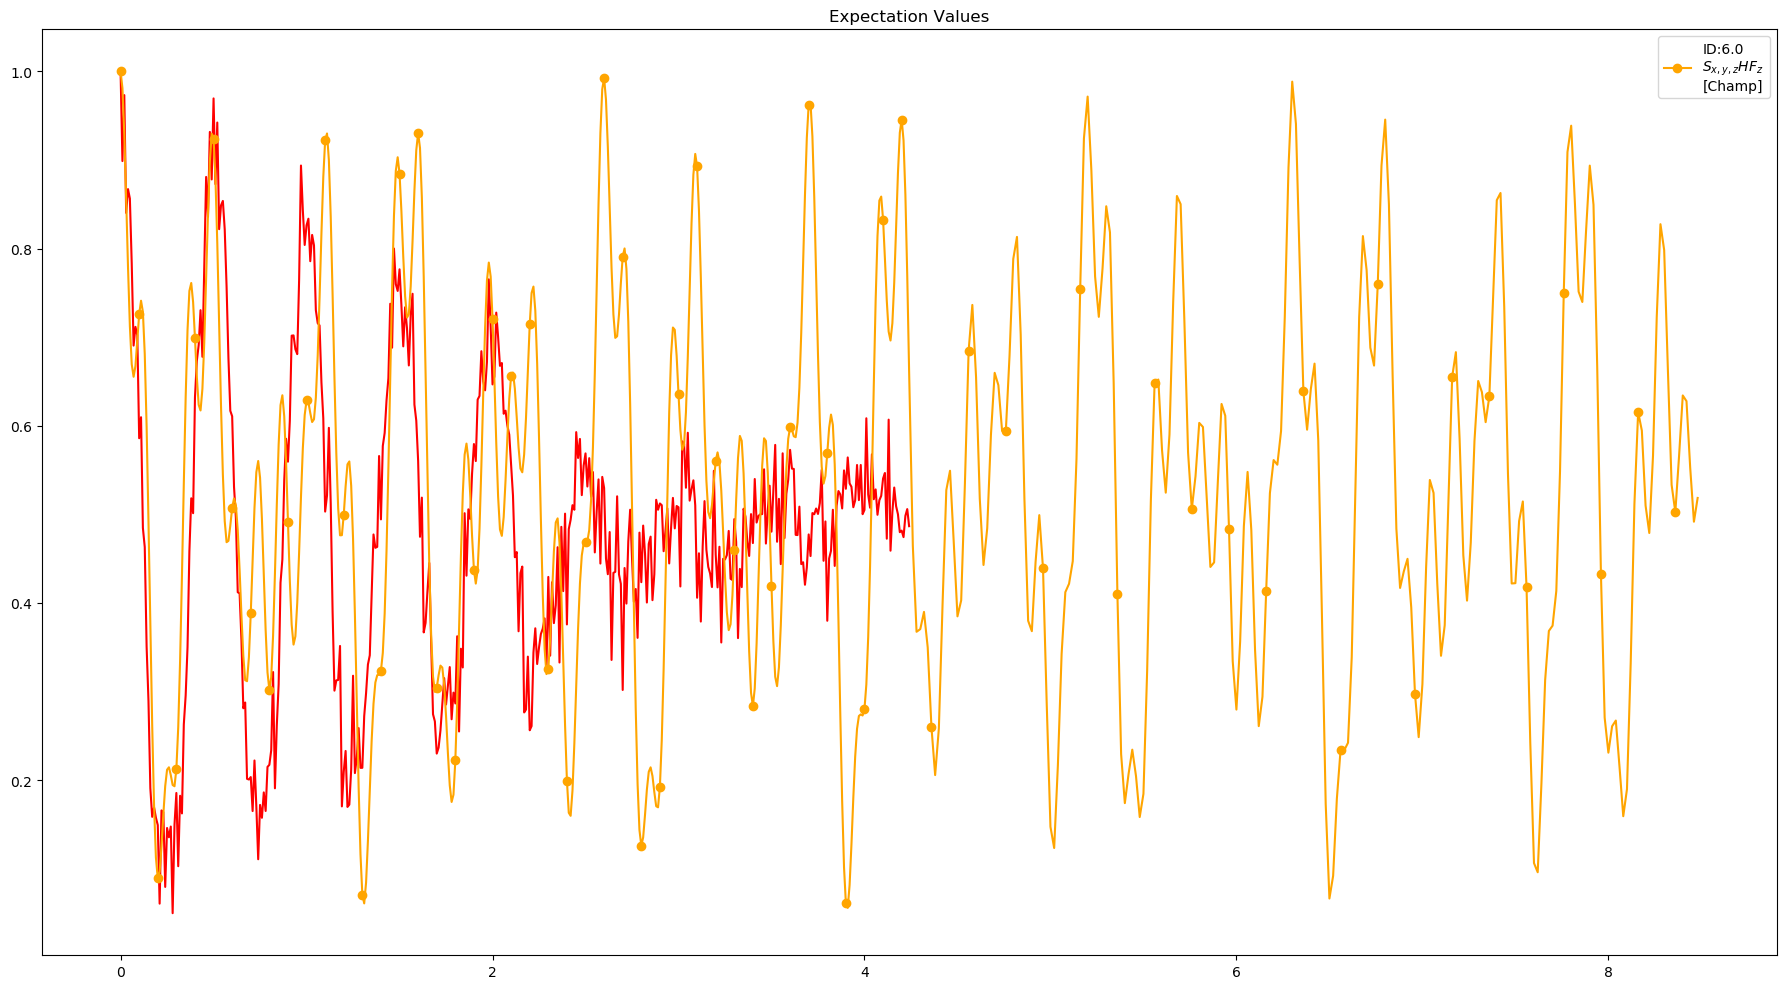 Expectation Values
ID:6.0
S_{x,y,z}HF_z
[Champ]
1.0
0.8
0.6
0.4
0.2
0 2 4 6 8